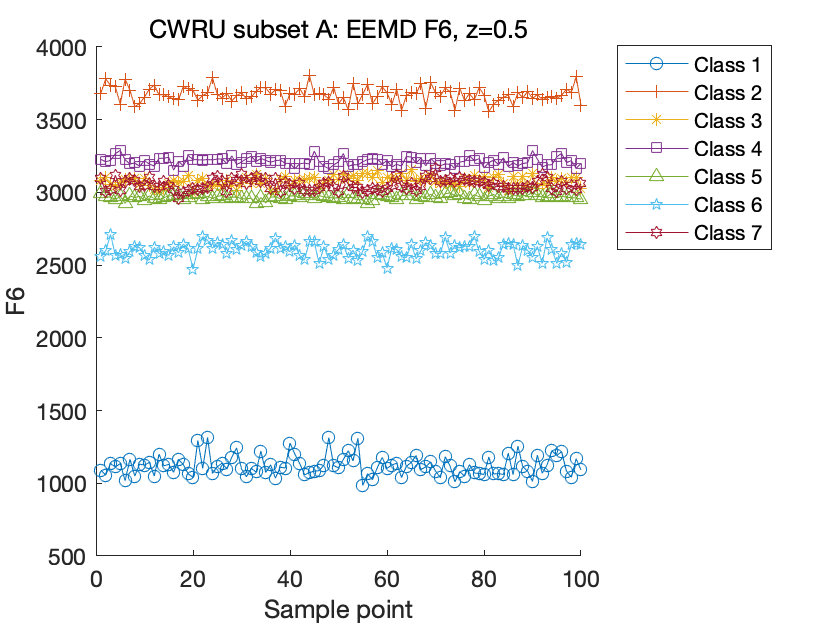 CWRU subset A: EEMD F6, z=0.5
4000
3500
3000
2500
2000
1500
1000
500
F6
0 20 40 60 80 100
Sample point
Class 1
Class 2
Class 3
Class 4
Class 5
Class 6
Class 7